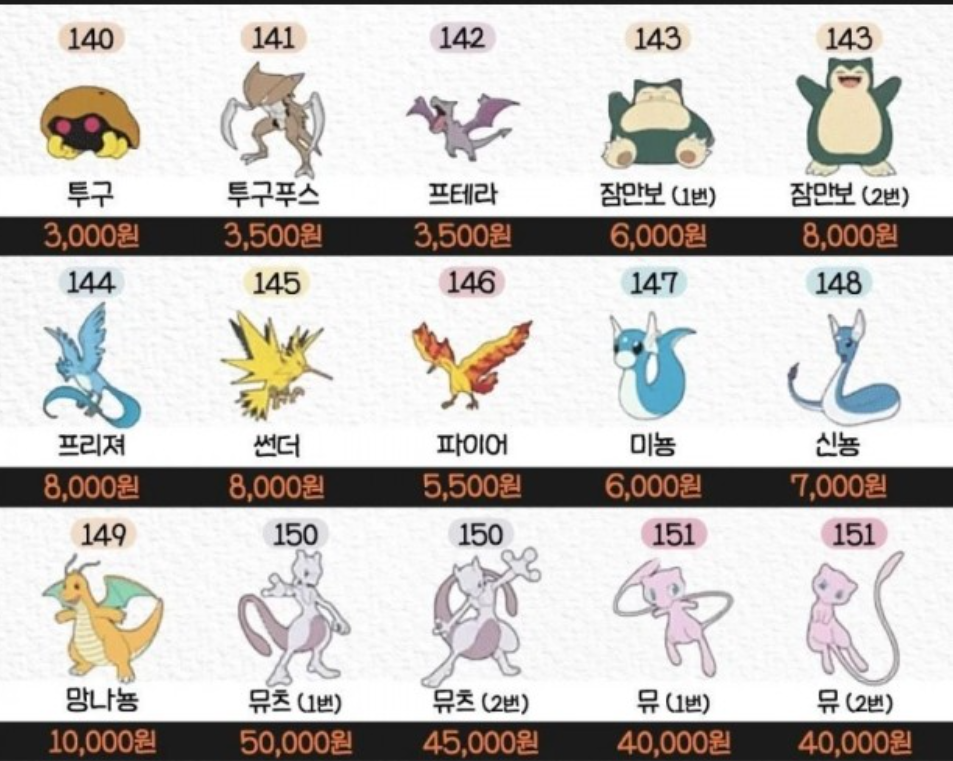 140 141 142 143 143
투구 투구푸스 프테라 잠만보 (1번) 잠만보 (2번)
3,000원 3,500원 3,500원 6,000원 8,000원
144 145 146 147 148
프리져 썬더 파이어 미뇽 신뇽
8,000원 8,000원 5,500원 6,000원 7,000원
149 150 150 151 151
망나뇽 뮤츠 (1번) 뮤츠 (2번) 뮤 (1번) 뮤 (2번)
10,000원 50,000원 45,000원 40,000원 40,000원